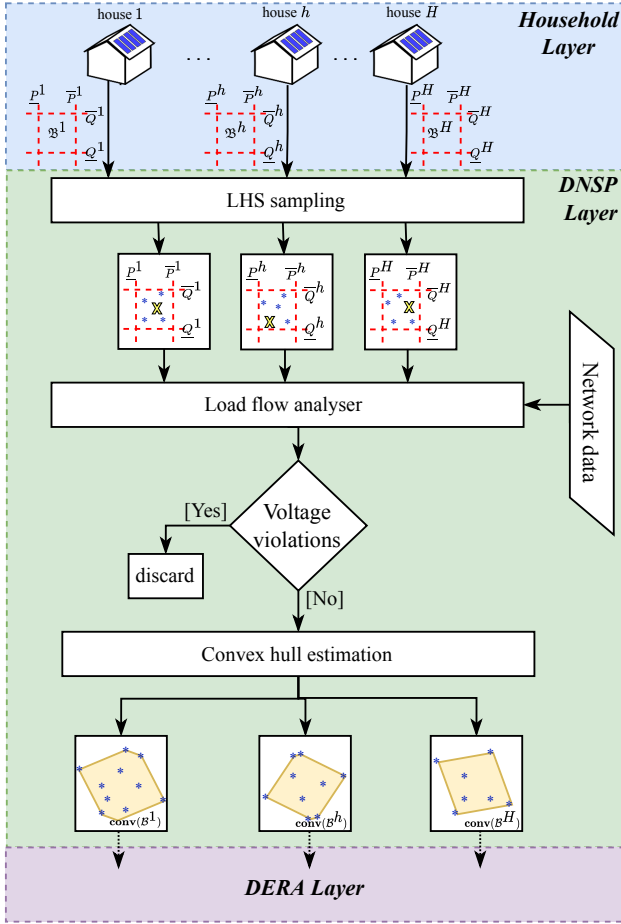 house 1
house h
house H
Household
Layer
. . .
. . .
P^1 P̅^1
Q̅^1
𝔅^1
Q^1
P^h P̅^h
Q̅^h
𝔅^h
Q^h
P^H P̅^H
Q̅^H
𝔅^H
Q^H
DNSP
Layer
LHS sampling
P^1 P̅^1
Q̅^1
X
Q^1
P^h P̅^h
Q̅^h
X
Q^h
P^H P̅^H
Q̅^H
X
Q^H
Load flow analyser
Network data
[Yes]
Voltage
violations
discard
[No]
Convex hull estimation
conv(ℬ^1)
conv(ℬ^h)
conv(ℬ^H)
DERA Layer